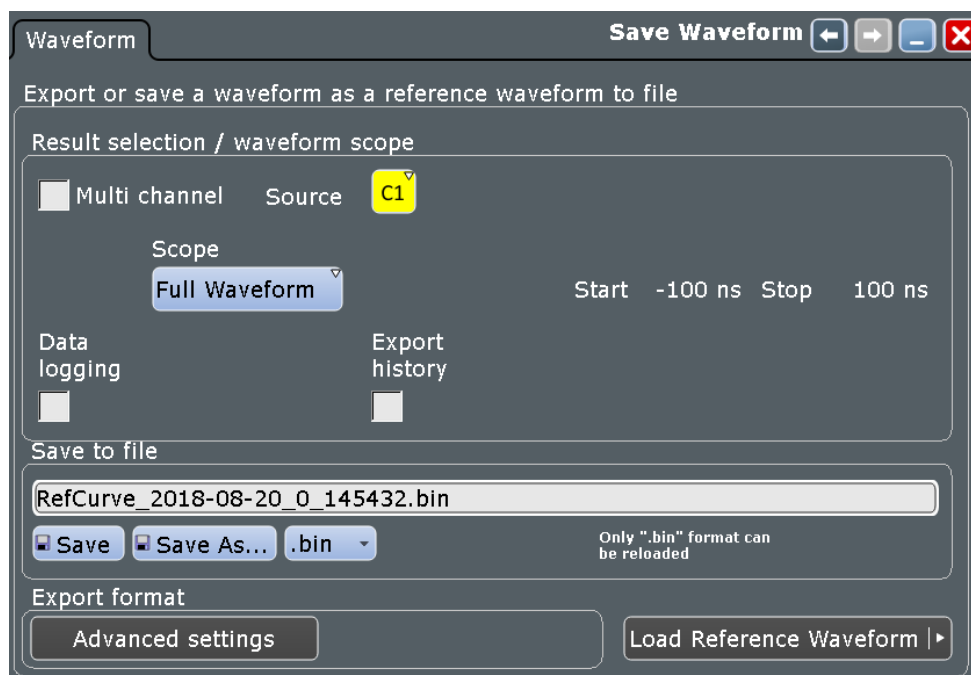 Waveform
Save Waveform
Export or save a waveform as a reference waveform to file
Result selection / waveform scope
Multi channel Source C1
Scope
Full Waveform Start -100 ns Stop 100 ns
Data Export
logging history
Save to file
RefCurve_2018-08-20_0_145432.bin
Save Save As... .bin
Only ".bin" format can
be reloaded
Export format
Advanced settings Load Reference Waveform